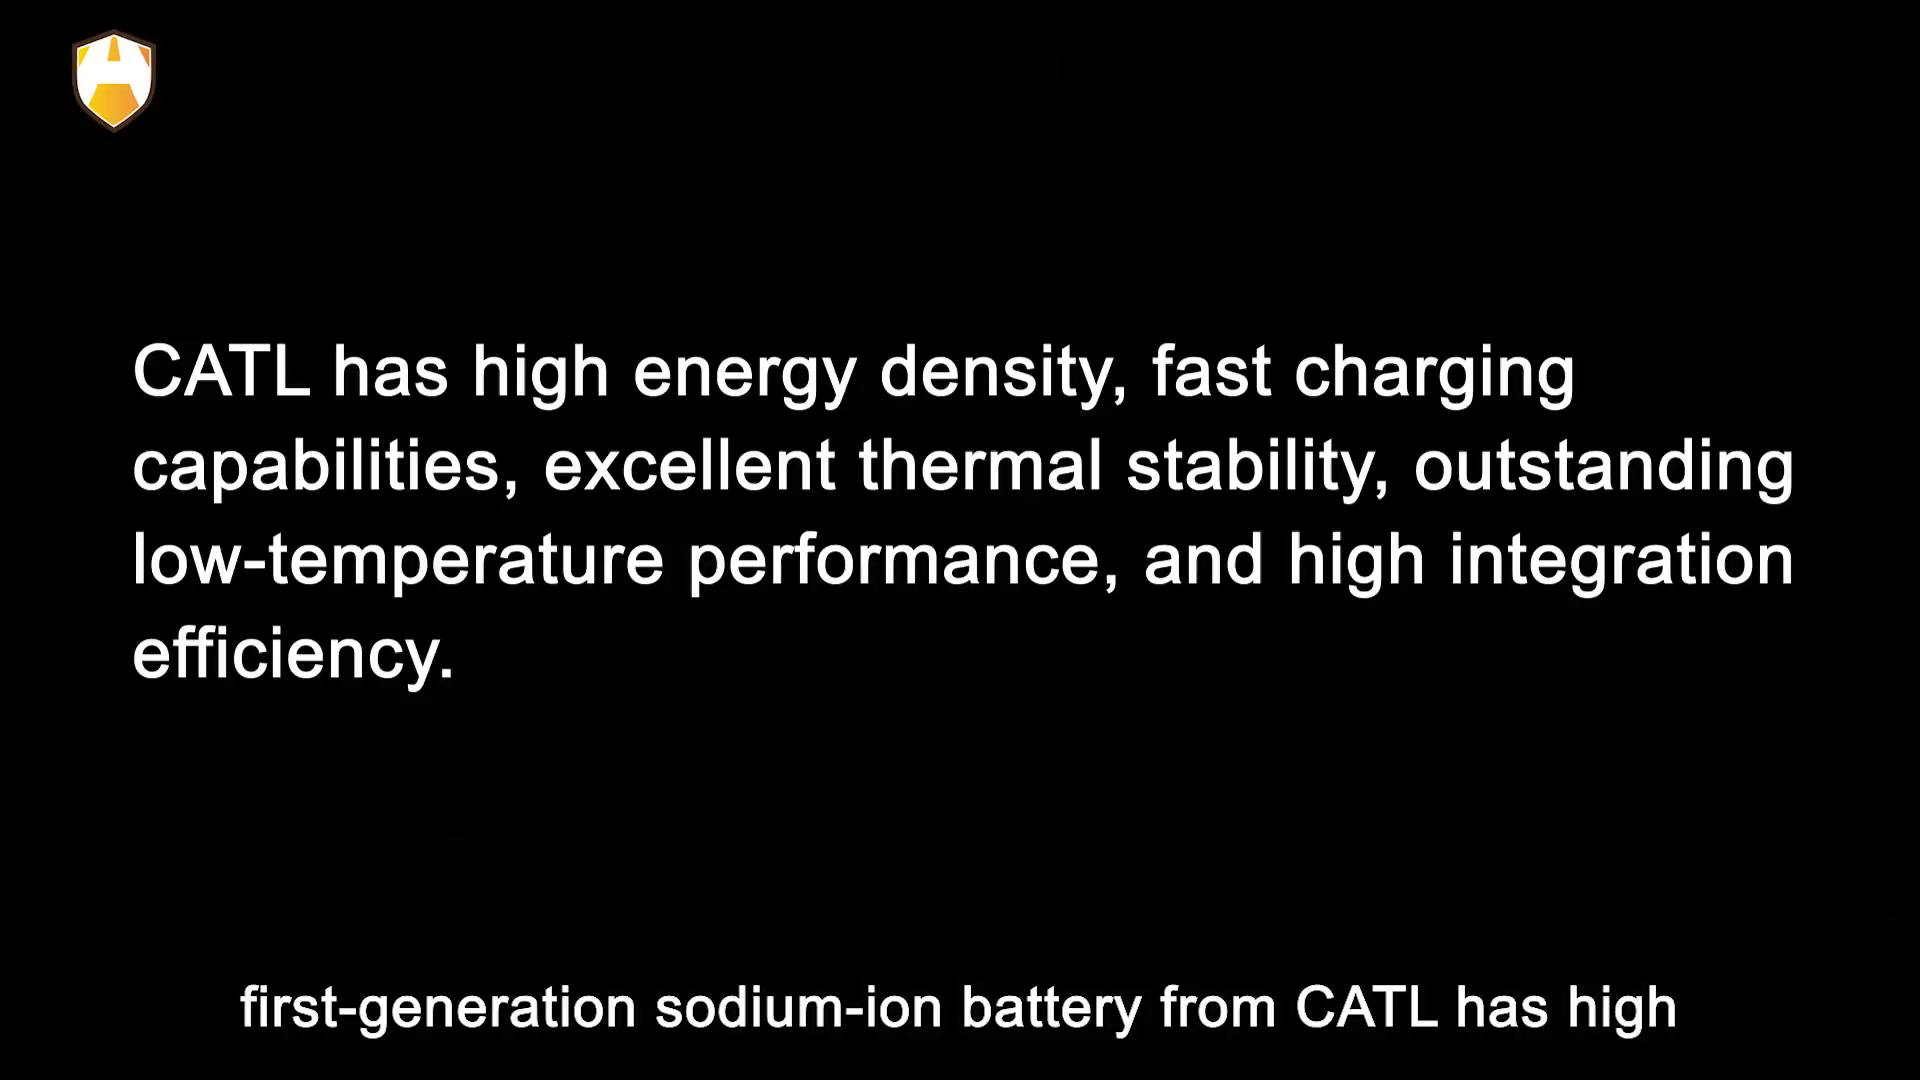 CATL has high energy density, fast charging
capabilities, excellent thermal stability, outstanding
low-temperature performance, and high integration
efficiency.
first-generation sodium-ion battery from CATL has high